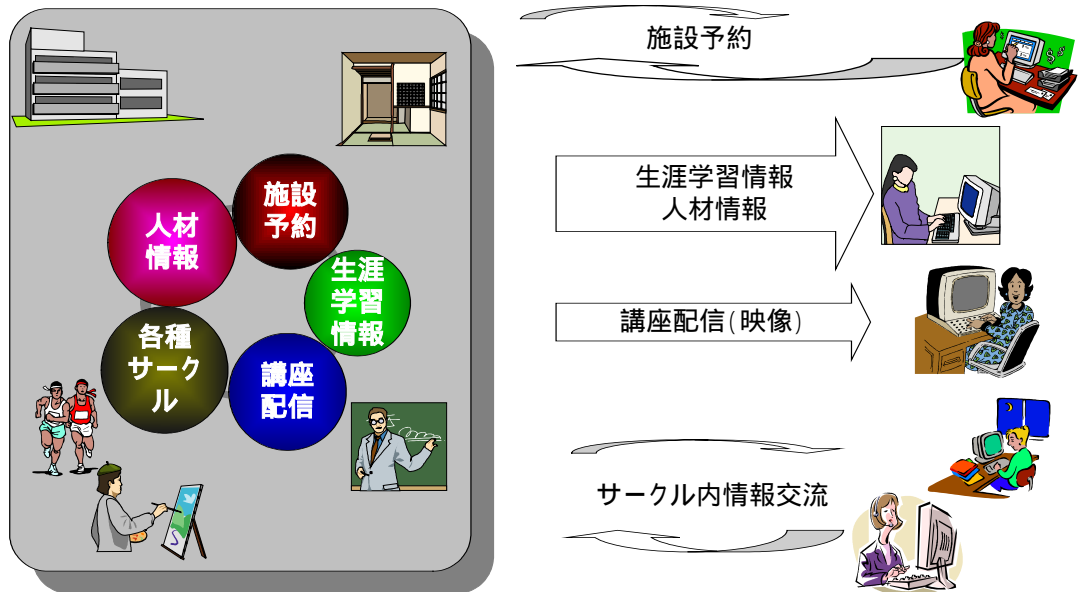 施設予約
人材
情報
施設
予約
生涯
学習
情報
各種
サーク
ル
講座
配信
生涯学習情報
人材情報
講座配信(映像)
サークル内情報交流